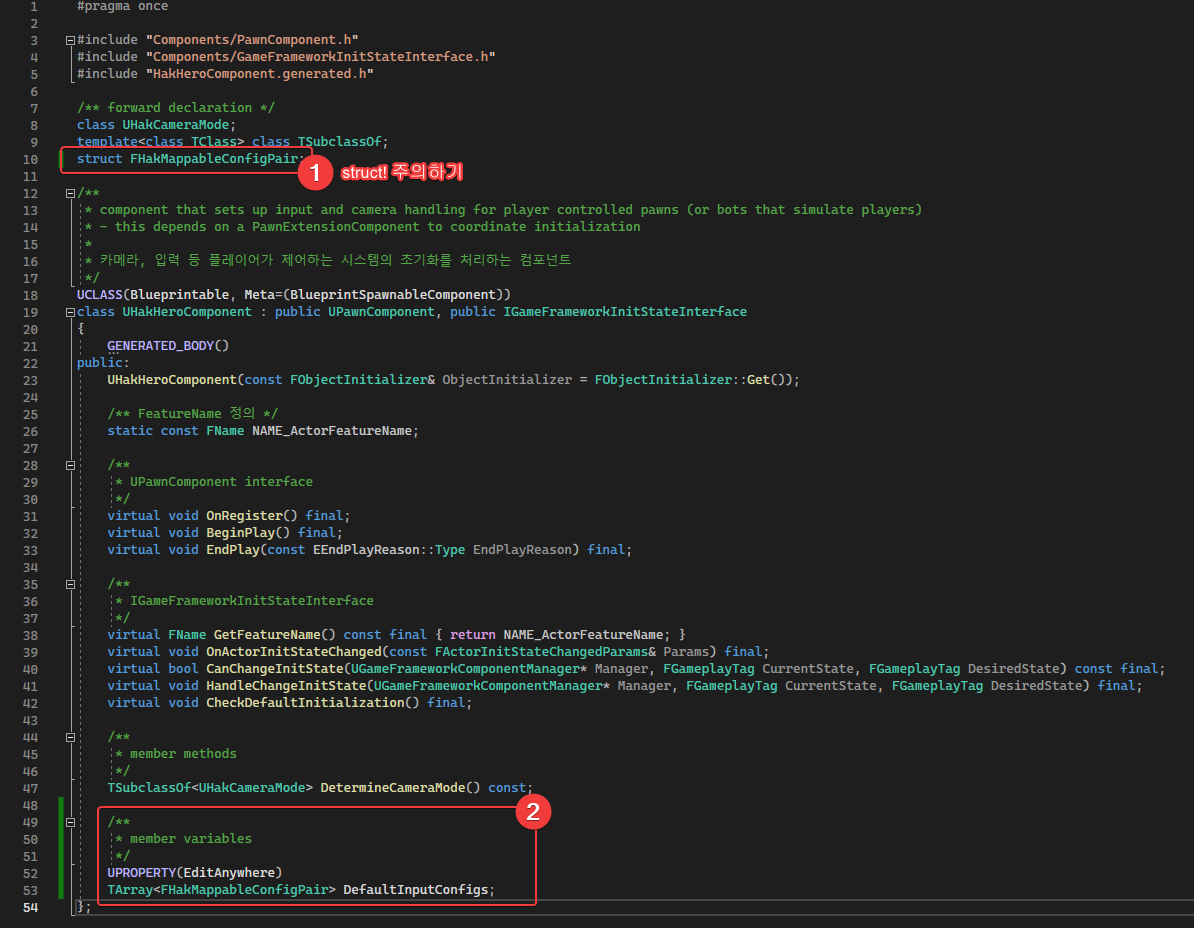 1 #pragma once
2
3 #include "Components/PawnComponent.h"
4 #include "Components/GameFrameworkInitStateInterface.h"
5 #include "HakHeroComponent.generated.h"
6
7 /** forward declaration */
8 class UHakCameraMode;
9 template<class TClass> class TSubclassOf;
10 struct FHakMappableConfigPair;
1 struct! 주의하기
11
12 /**
13 * component that sets up input and camera handling for player controlled pawns (or bots that simulate players)
14 * - this depends on a PawnExtensionComponent to coordinate initialization
15 *
16 * 카메라, 입력 등 플레이어가 제어하는 시스템의 초기화를 처리하는 컴포넌트
17 */
18 UCLASS(Blueprintable, Meta=(BlueprintSpawnableComponent))
19 class UHakHeroComponent : public UPawnComponent, public IGameFrameworkInitStateInterface
20 {
21 GENERATED_BODY()
22 public:
23 UHakHeroComponent(const FObjectInitializer& ObjectInitializer = FObjectInitializer::Get());
24
25 /** FeatureName 정의 */
26 static const FName NAME_ActorFeatureName;
27
28 /**
29 * UPawnComponent interface
30 */
31 virtual void OnRegister() final;
32 virtual void BeginPlay() final;
33 virtual void EndPlay(const EEndPlayReason::Type EndPlayReason) final;
34
35 /**
36 * IGameFrameworkInitStateInterface
37 */
38 virtual FName GetFeatureName() const final { return NAME_ActorFeatureName; }
39 virtual void OnActorInitStateChanged(const FActorInitStateChangedParams& Params) final;
40 virtual bool CanChangeInitState(UGameFrameworkComponentManager* Manager, FGameplayTag CurrentState, FGameplayTag DesiredState) const final;
41 virtual void HandleChangeInitState(UGameFrameworkComponentManager* Manager, FGameplayTag CurrentState, FGameplayTag DesiredState) final;
42 virtual void CheckDefaultInitialization() final;
43
44 /**
45 * member methods
46 */
47 TSubclassOf<UHakCameraMode> DetermineCameraMode() const;
48
2
49 /**
50 * member variables
51 */
52 UPROPERTY(EditAnywhere)
53 TArray<FHakMappableConfigPair> DefaultInputConfigs;
54 };